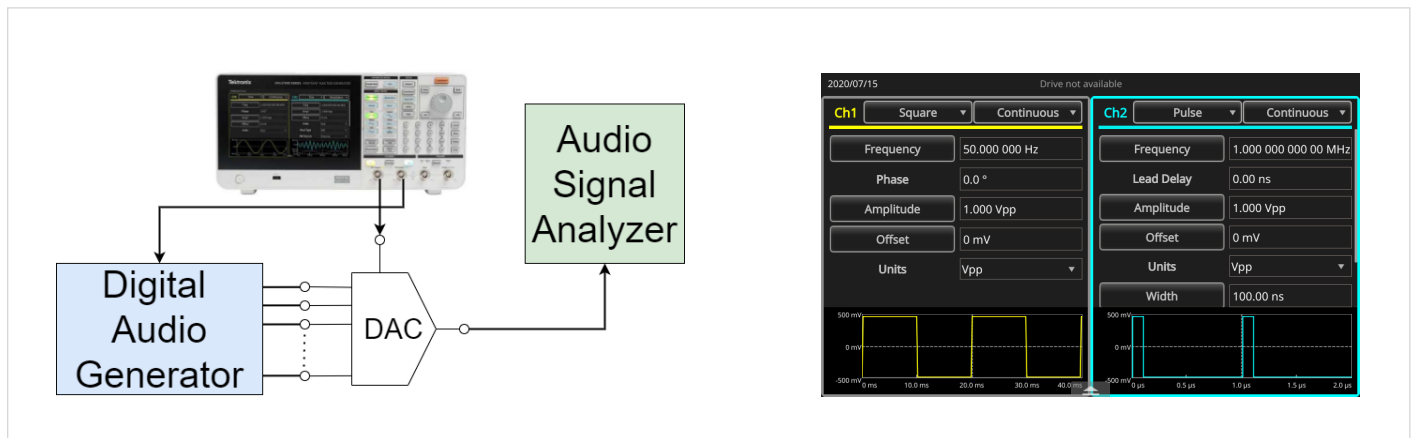 Tektronix
Digital
Audio
Generator
DAC
Audio
Signal
Analyzer
2020/07/15 Drive not available
Ch1 Square Continuous
Frequency 50.000 000 Hz
Phase 0.0 °
Amplitude 1.000 Vpp
Offset 0 mV
Units Vpp
500 mV
0 mV
-500 mV
0 ms 10.0 ms 20.0 ms 30.0 ms 40.0 ms
Ch2 Pulse Continuous
Frequency 1.000 000 000 00 MHz
Lead Delay 0.00 ns
Amplitude 1.000 Vpp
Offset 0 mV
Units Vpp
Width 100.00 ns
500 mV
0 mV
-500 mV
0 µs 0.5 µs 1.0 µs 1.5 µs 2.0 µs